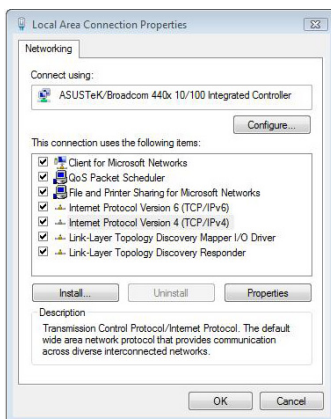 Local Area Connection Properties
Networking
Connect using:
ASUSTeK/Broadcom 440x 10/100 Integrated Controller
Configure...
This connection uses the following items:
Client for Microsoft Networks
QoS Packet Scheduler
File and Printer Sharing for Microsoft Networks
Internet Protocol Version 6 (TCP/IPv6)
Internet Protocol Version 4 (TCP/IPv4)
Link-Layer Topology Discovery Mapper I/O Driver
Link-Layer Topology Discovery Responder
Install... Uninstall Properties
Description
Transmission Control Protocol/Internet Protocol. The default
wide area network protocol that provides communication
across diverse interconnected networks.
OK Cancel